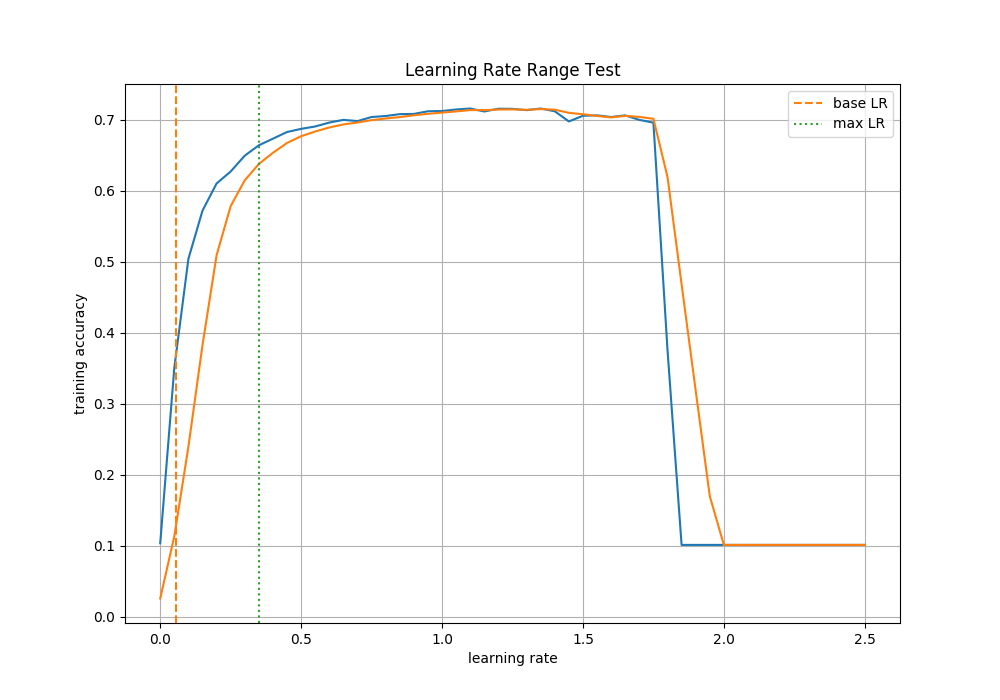 Learning Rate Range Test
base LR
max LR
0.7
0.6
0.5
0.4
0.3
0.2
0.1
0.0
training accuracy
0.0 0.5 1.0 1.5 2.0 2.5
learning rate